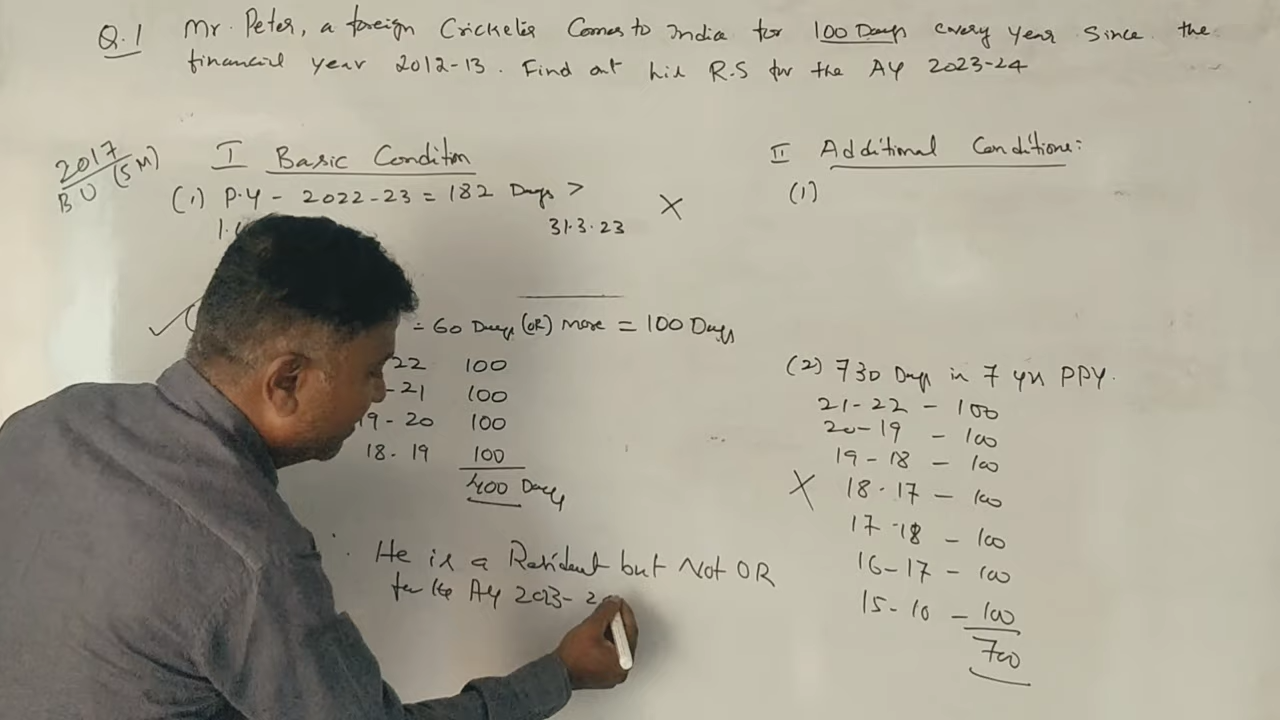 Q.1 Mr. Peter, a foreign Cricketer Comes to India for 100 Days every year Since the
financial year 2012-13. Find out his R.S for the AY 2023-24
2017
BU (5M)
I Basic Condition
(1) P.Y - 2022-23 = 182 Days >
31.3.23
X
= 60 Days (OR) more = 100 Days
22 100
-21 100
19-20 100
18-19 100
400 Days
∴ He is a Resident but Not OR
for the AY 2023-
II Additional Conditions:
(1)
(2) 730 Days in 7 yrs PPY.
21-22 - 100
20-19 - 100
19-18 - 100
X 18-17 - 100
17-18 - 100
16-17 - 100
15-10 - 100
700